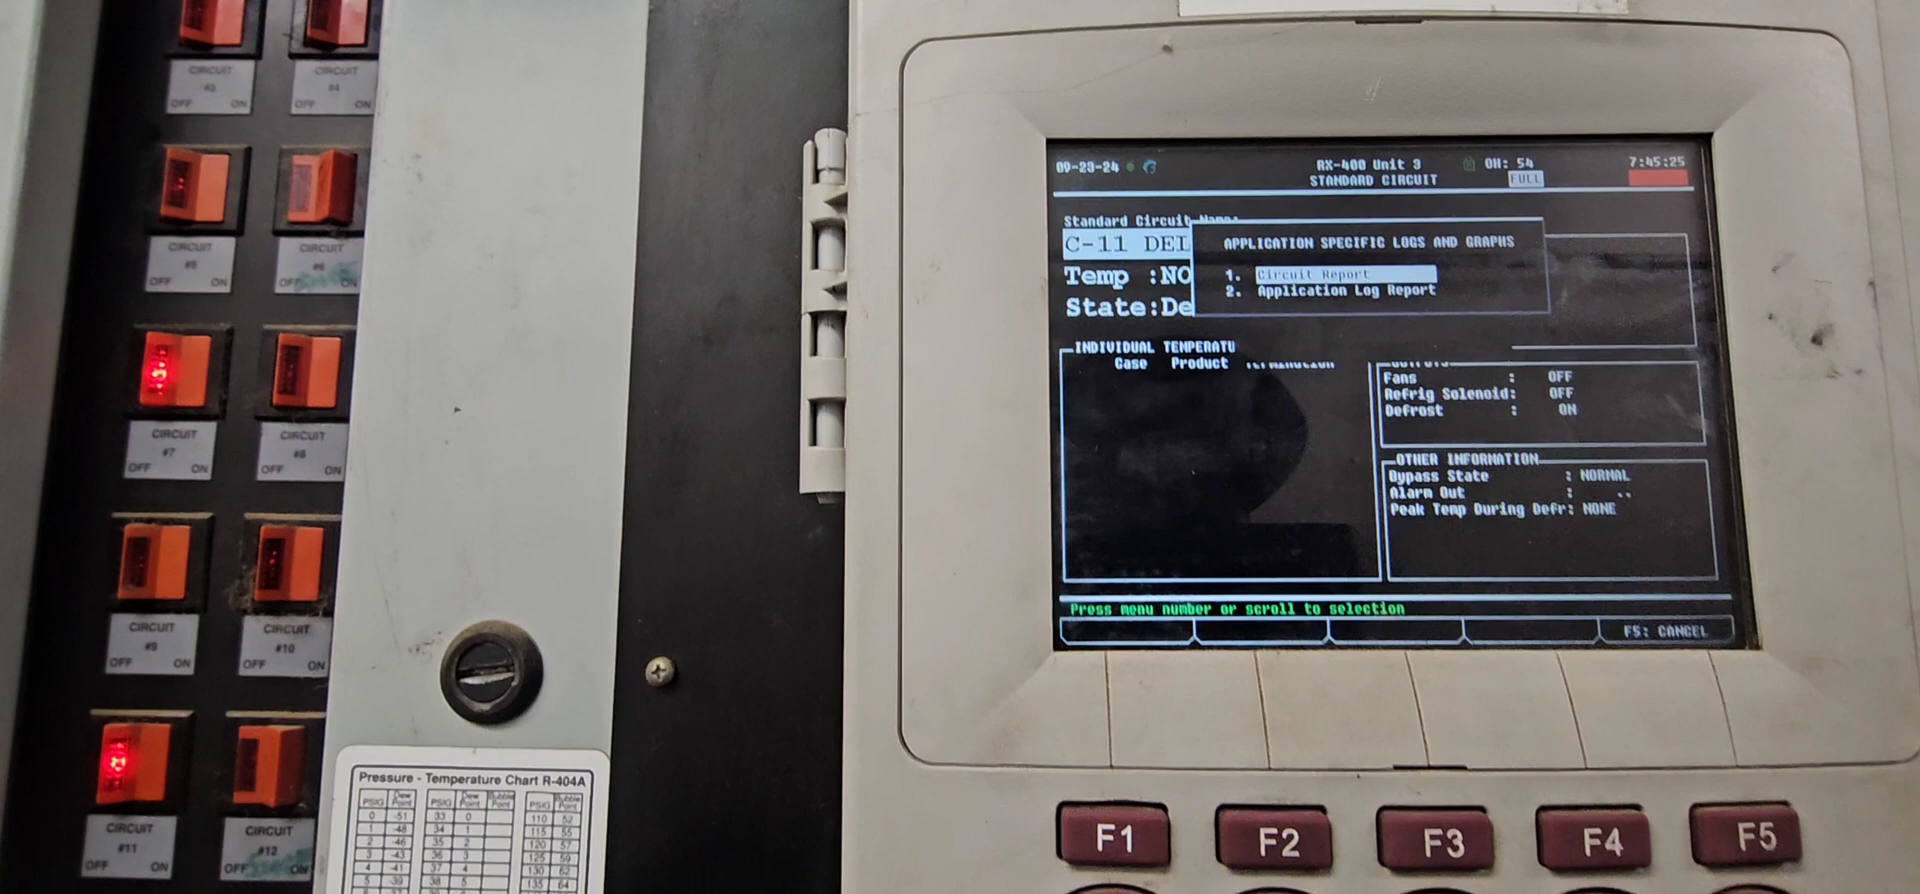 CIRCUIT
#3
OFF ON
CIRCUIT
#4
OFF ON
CIRCUIT
#5
OFF ON
CIRCUIT
#6
OFF ON
CIRCUIT
#7
OFF ON
CIRCUIT
#8
OFF ON
CIRCUIT
#9
OFF ON
CIRCUIT
#10
OFF ON
CIRCUIT
#11
OFF ON
CIRCUIT
#12
OFF ON
Pressure - Temperature Chart R-404A
PSIG Dew Point PSIG Dew Point Bubble Point PSIG Bubble Point
0 -51 33 0 110 52
1 -48 34 1 115 55
2 -46 35 2 120 57
3 -43 36 3 125 59
4 -41 37 4 130 62
5 -39 38 5 135 64
09-23-24 RX-400 Unit 3 OH: 54 7:45:25
STANDARD CIRCUIT FULL
Standard Circuit Name:
C-11 DEL
Temp :NO
State:De
APPLICATION SPECIFIC LOGS AND GRAPHS
1. Circuit Report
2. Application Log Report
INDIVIDUAL TEMPERATU
Case Product
Fans : OFF
Refrig Solenoid: OFF
Defrost : ON
OTHER INFORMATION
Bypass State : NORMAL
Alarm Out : ..
Peak Temp During Defr: NONE
Press menu number or scroll to selection
F5: CANCEL
F1 F2 F3 F4 F5